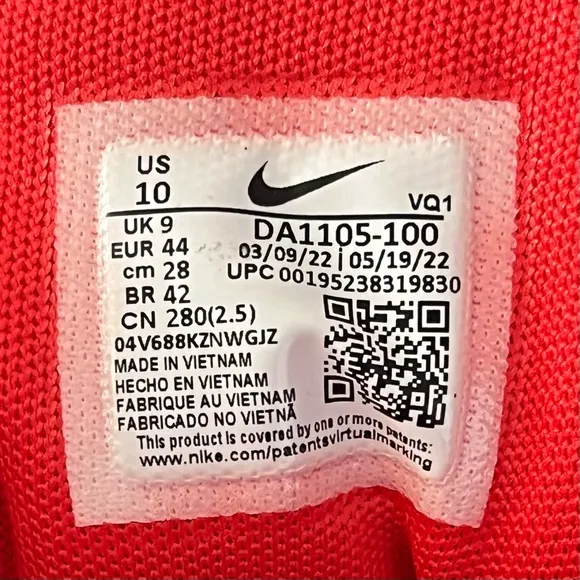 US
10
VQ1
UK 9
EUR 44
cm 28
BR 42
CN 280(2.5)
DA1105-100
03/09/22 | 05/19/22
UPC 00195238319830
04V688KZNWGJZ
MADE IN VIETNAM
HECHO EN VIETNAM
FABRIQUE AU VIETNAM
FABRICADO NO VIETNÃ
This product is covered by one or more patents
www.nike.com/patentsvirtualmarking